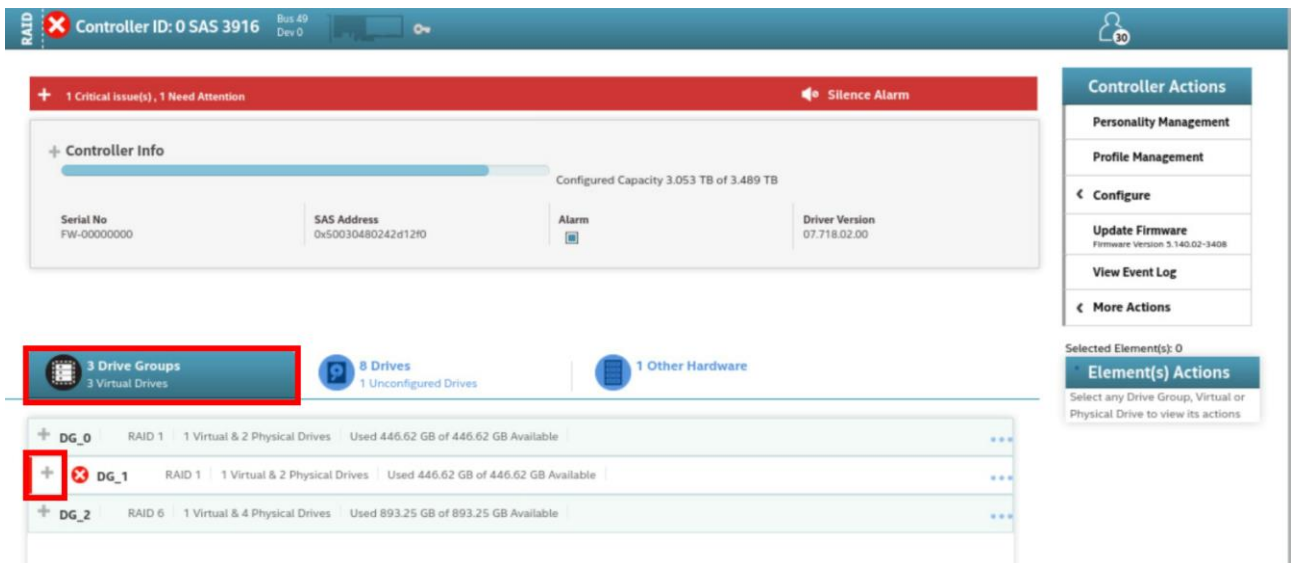 RAID
Controller ID: 0 SAS 3916
Bus 49
Dev 0
30
+ 1 Critical issue(s) , 1 Need Attention
Silence Alarm
Controller Actions
Personality Management
Profile Management
Configure
Update Firmware
Firmware Version 5.140.02-3408
View Event Log
More Actions
+ Controller Info
Configured Capacity 3.053 TB of 3.489 TB
Serial No
FW-00000000
SAS Address
0x50030480242d12f0
Alarm
Driver Version
07.718.02.00
Selected Element(s): 0
Element(s) Actions
Select any Drive Group, Virtual or
Physical Drive to view its actions
3 Drive Groups
3 Virtual Drives
8 Drives
1 Unconfigured Drives
1 Other Hardware
+ DG_0 RAID 1 1 Virtual & 2 Physical Drives Used 446.62 GB of 446.62 GB Available
+ DG_1 RAID 1 1 Virtual & 2 Physical Drives Used 446.62 GB of 446.62 GB Available
+ DG_2 RAID 6 1 Virtual & 4 Physical Drives Used 893.25 GB of 893.25 GB Available